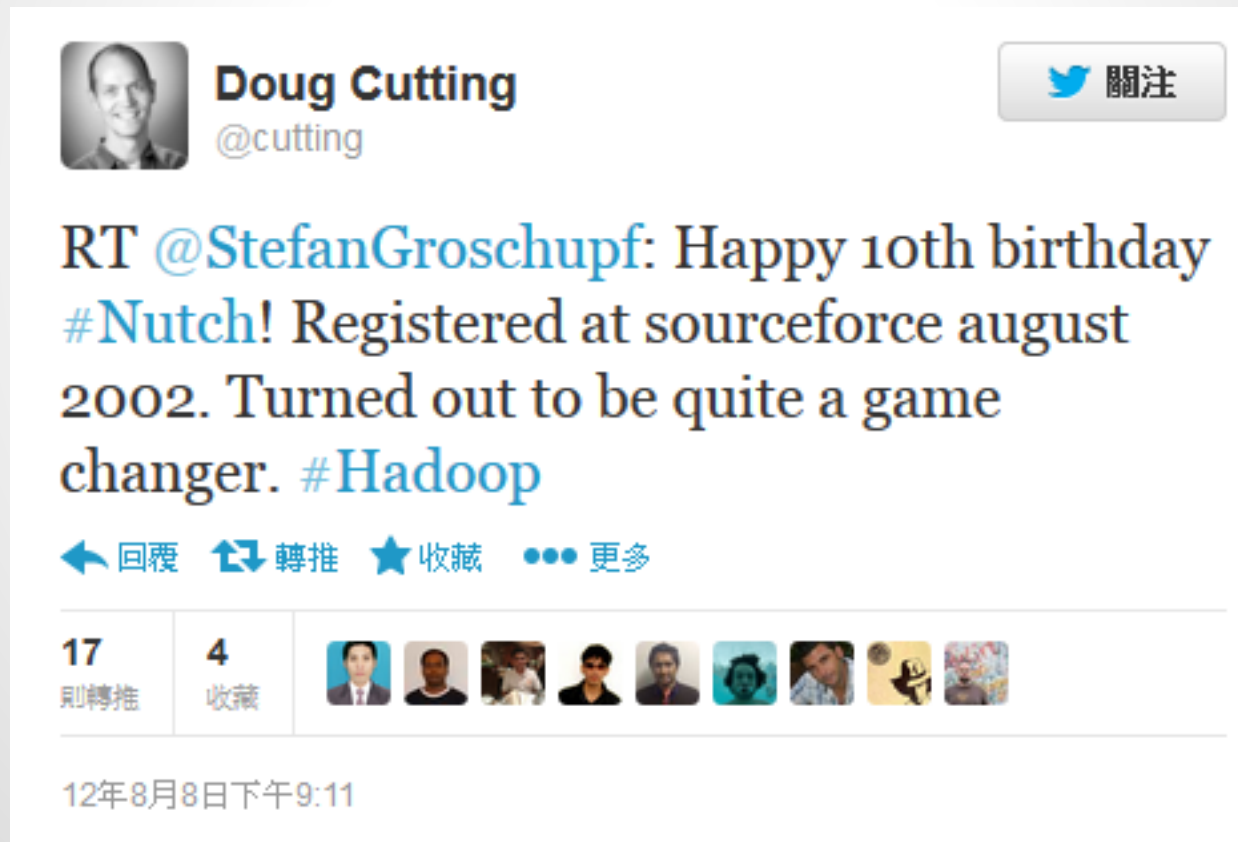 Doug Cutting
@cutting
關注
RT @StefanGroschupf: Happy 10th birthday
#Nutch! Registered at sourceforce august
2002. Turned out to be quite a game
changer. #Hadoop
回覆 轉推 收藏 更多
17 4
則轉推 收藏
12年8月8日下午9:11